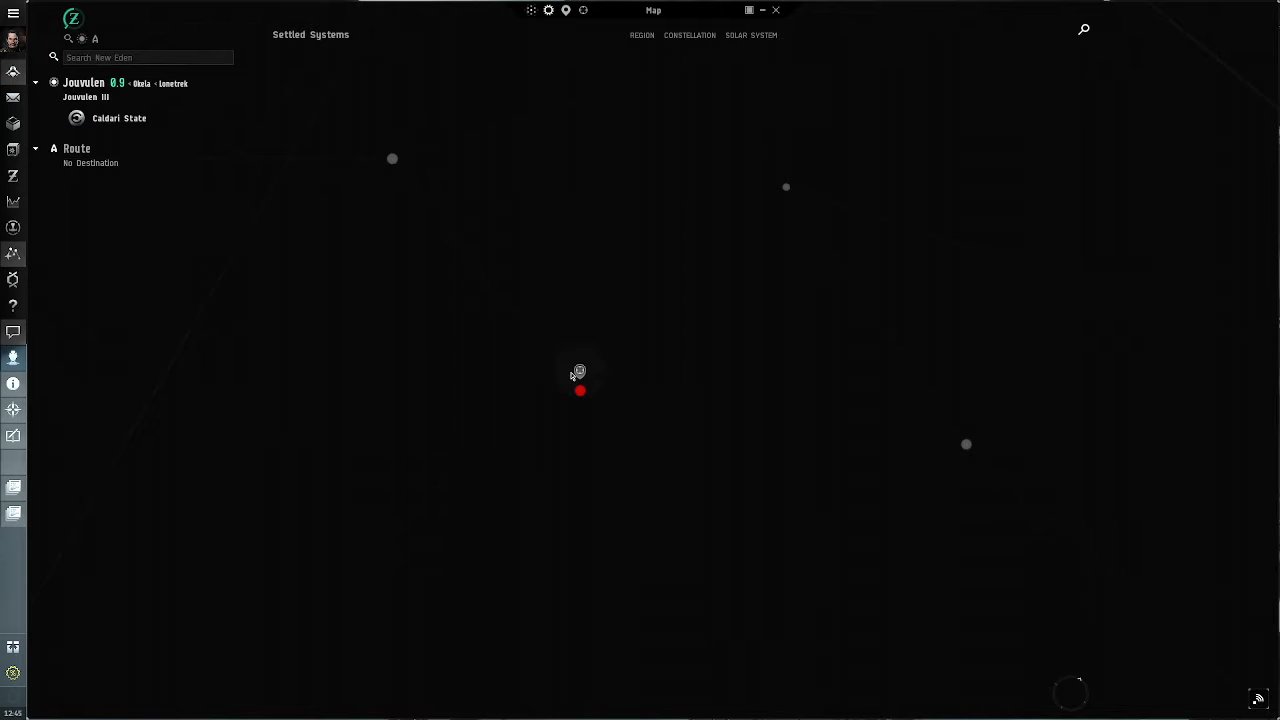 Map
Settled Systems
REGION CONSTELLATION SOLAR SYSTEM
A
Search New Eden
Jouvulen 0.9 < Okela < Lonetrek
Jouvulen III
Caldari State
A Route
No Destination
12:45